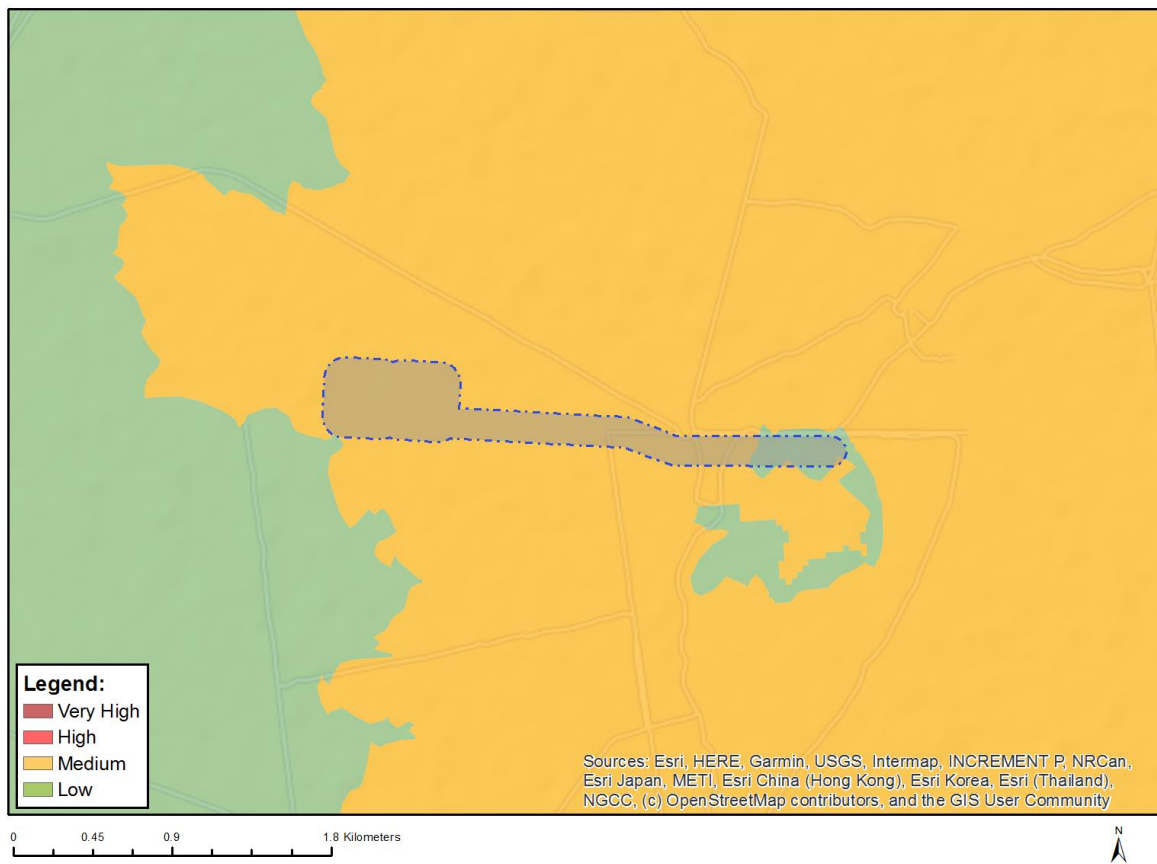 Legend:
Very High
High
Medium
Low
Sources: Esri, HERE, Garmin, USGS, Intermap, INCREMENT P, NRCan,
Esri Japan, METI, Esri China (Hong Kong), Esri Korea, Esri (Thailand),
NGCC, (c) OpenStreetMap contributors, and the GIS User Community
0 0.45 0.9 1.8 Kilometers
N